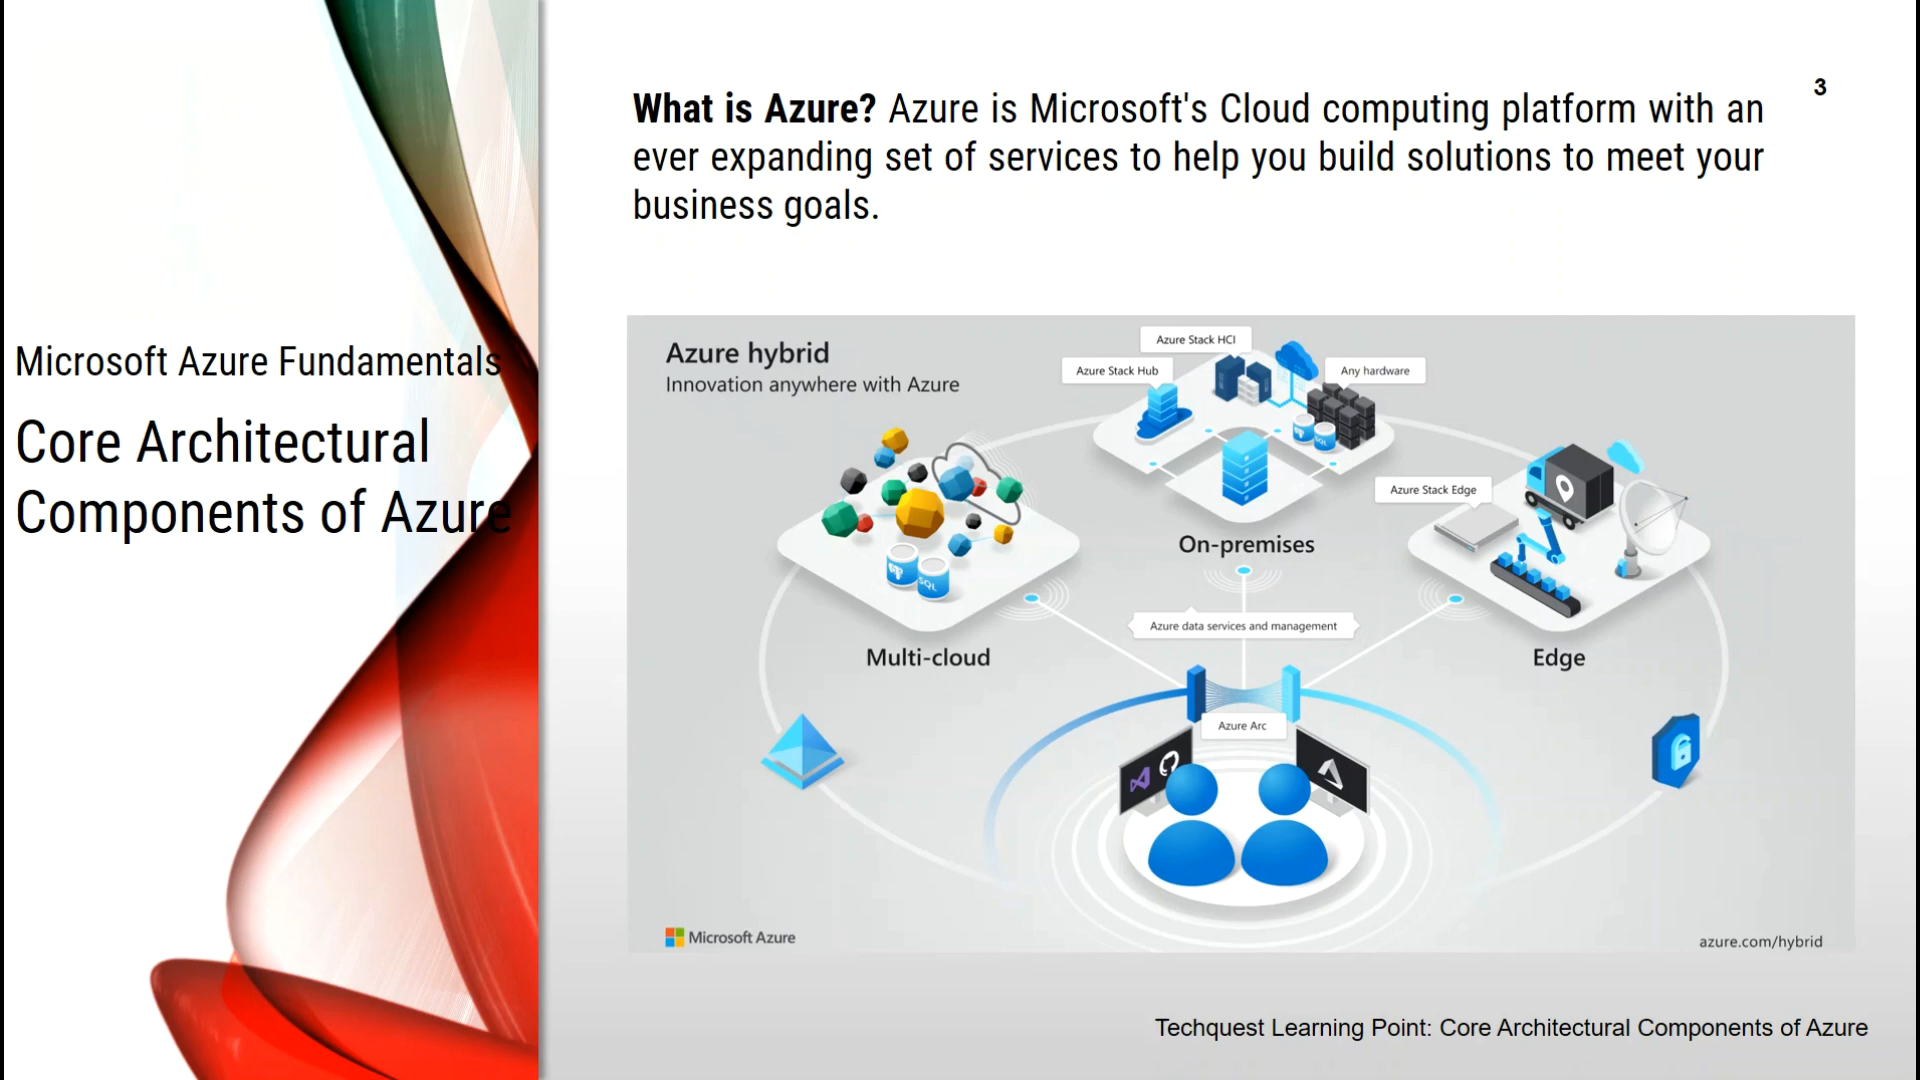 3
What is Azure? Azure is Microsoft's Cloud computing platform with an
ever expanding set of services to help you build solutions to meet your
business goals.
Microsoft Azure Fundamentals
Core Architectural
Components of Azure
Azure hybrid
Innovation anywhere with Azure
Azure Stack HCI
Azure Stack Hub
Any hardware
SQL
Azure Stack Edge
On-premises
SQL
Azure data services and management
Multi-cloud
Edge
Azure Arc
Microsoft Azure
azure.com/hybrid
Techquest Learning Point: Core Architectural Components of Azure